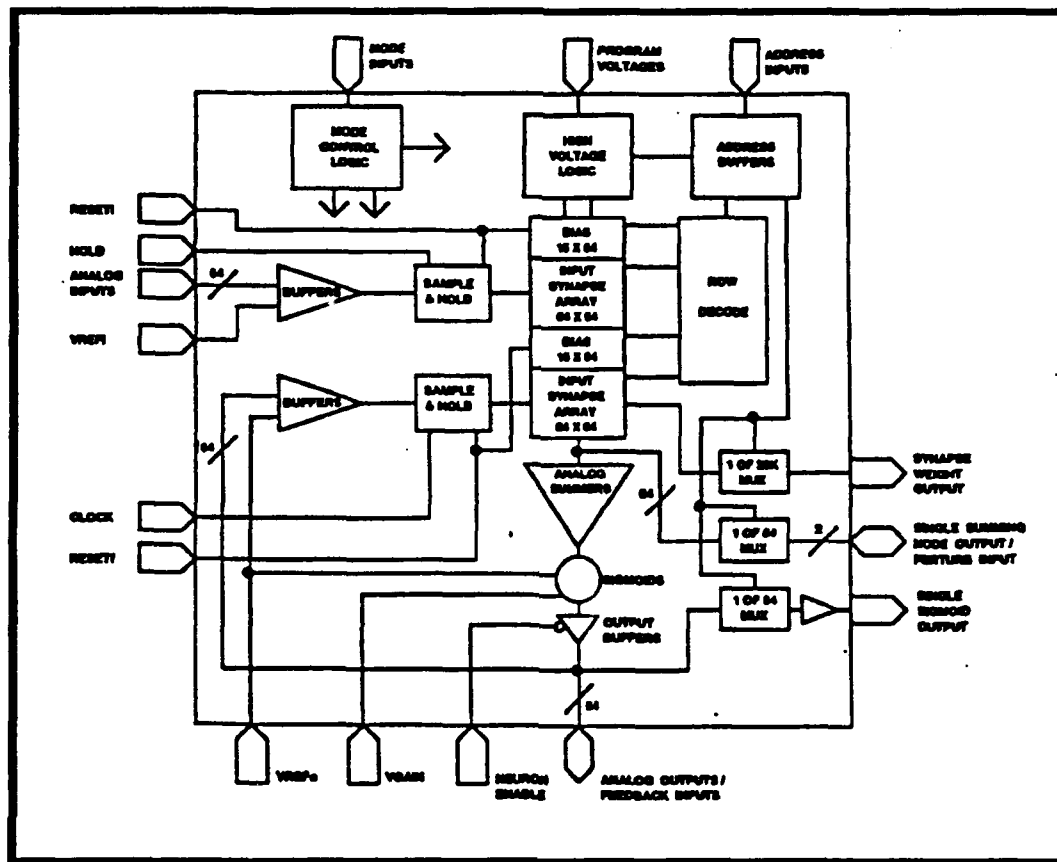 MODE
INPUTS
PROGRAM
VOLTAGES
ADDRESS
INPUTS
MODE
CONTROL
LOGIC
HIGH
VOLTAGE
LOGIC
ADDRESS
BUFFERS
RESETI
HOLD
ANALOG
INPUTS
64
BUFFERS
SAMPLE
& HOLD
BIAS
16 X 64
INPUT
SYNAPSE
ARRAY
64 X 64
ROW
DECODE
VREFI
BIAS
16 X 64
BUFFERS
SAMPLE
& HOLD
INPUT
SYNAPSE
ARRAY
64 X 64
64
1 OF
MUX
SYNAPSE
WEIGHT
OUTPUT
ANALOG
SUMMERS
64
CLOCK
1 OF 64
MUX
2
SINGLE SUMMING
NODE OUTPUT /
INPUT
SIGMOIDS
1 OF 64
MUX
SINGLE
SIGMOID
OUTPUT
OUTPUT
BUFFERS
64
VGAIN
NEURON
ENABLE
ANALOG OUTPUTS /
FEEDBACK INPUTS